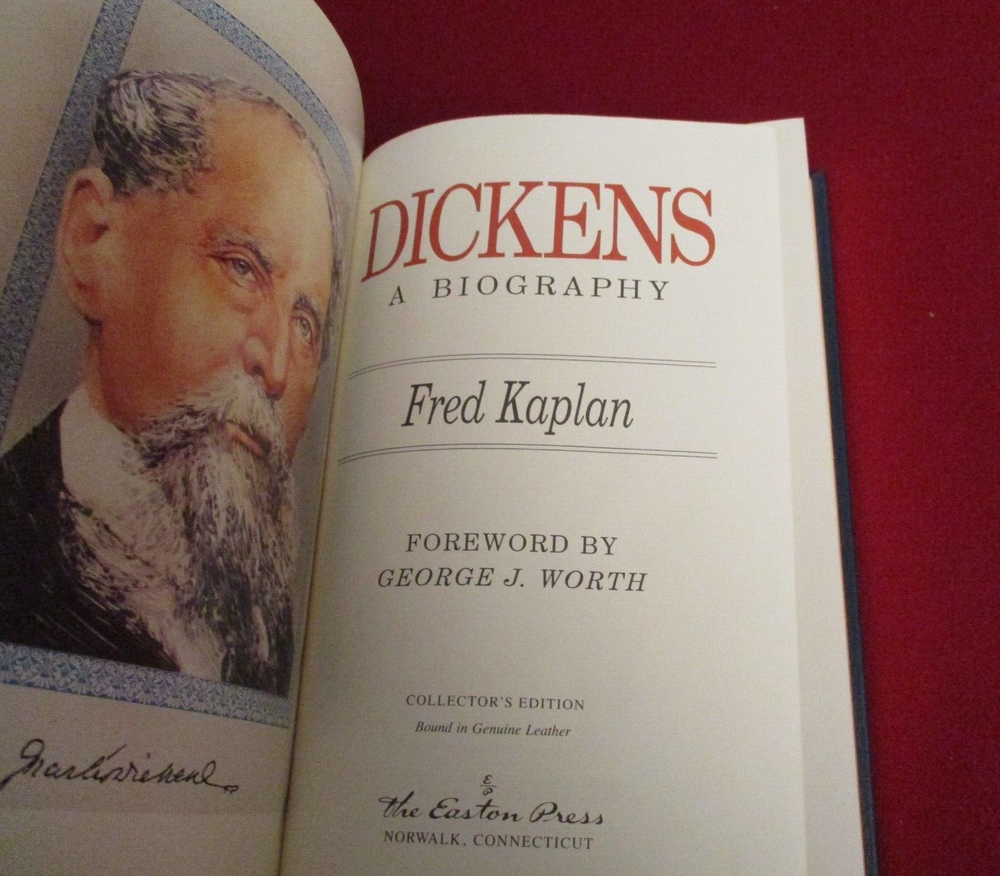 DICKENS
A BIOGRAPHY
Fred Kaplan
FOREWORD BY
GEORGE J. WORTH
COLLECTOR'S EDITION
Bound in Genuine Leather
E
P
the Easton Press
NORWALK, CONNECTICUT